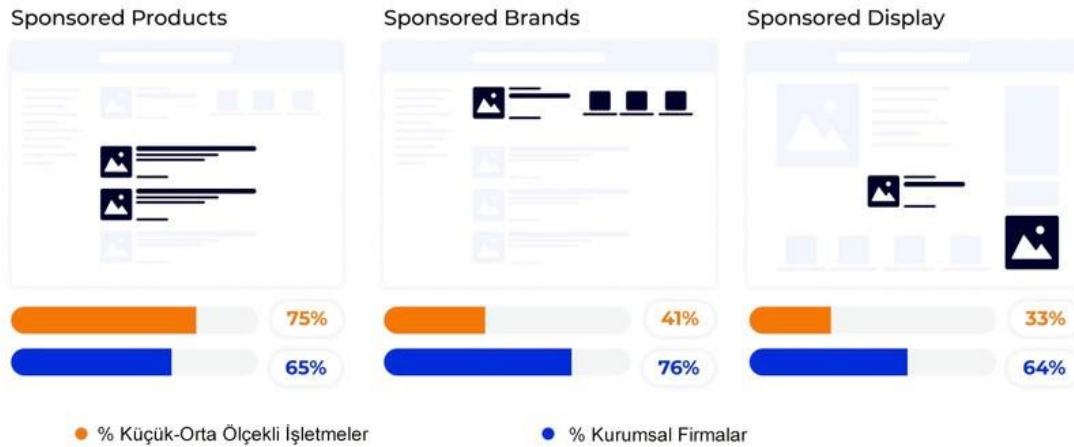 Sponsored Products
Sponsored Brands
Sponsored Display
75%
65%
41%
76%
33%
64%
% Küçük-Orta Ölçekli İşletmeler
% Kurumsal Firmalar